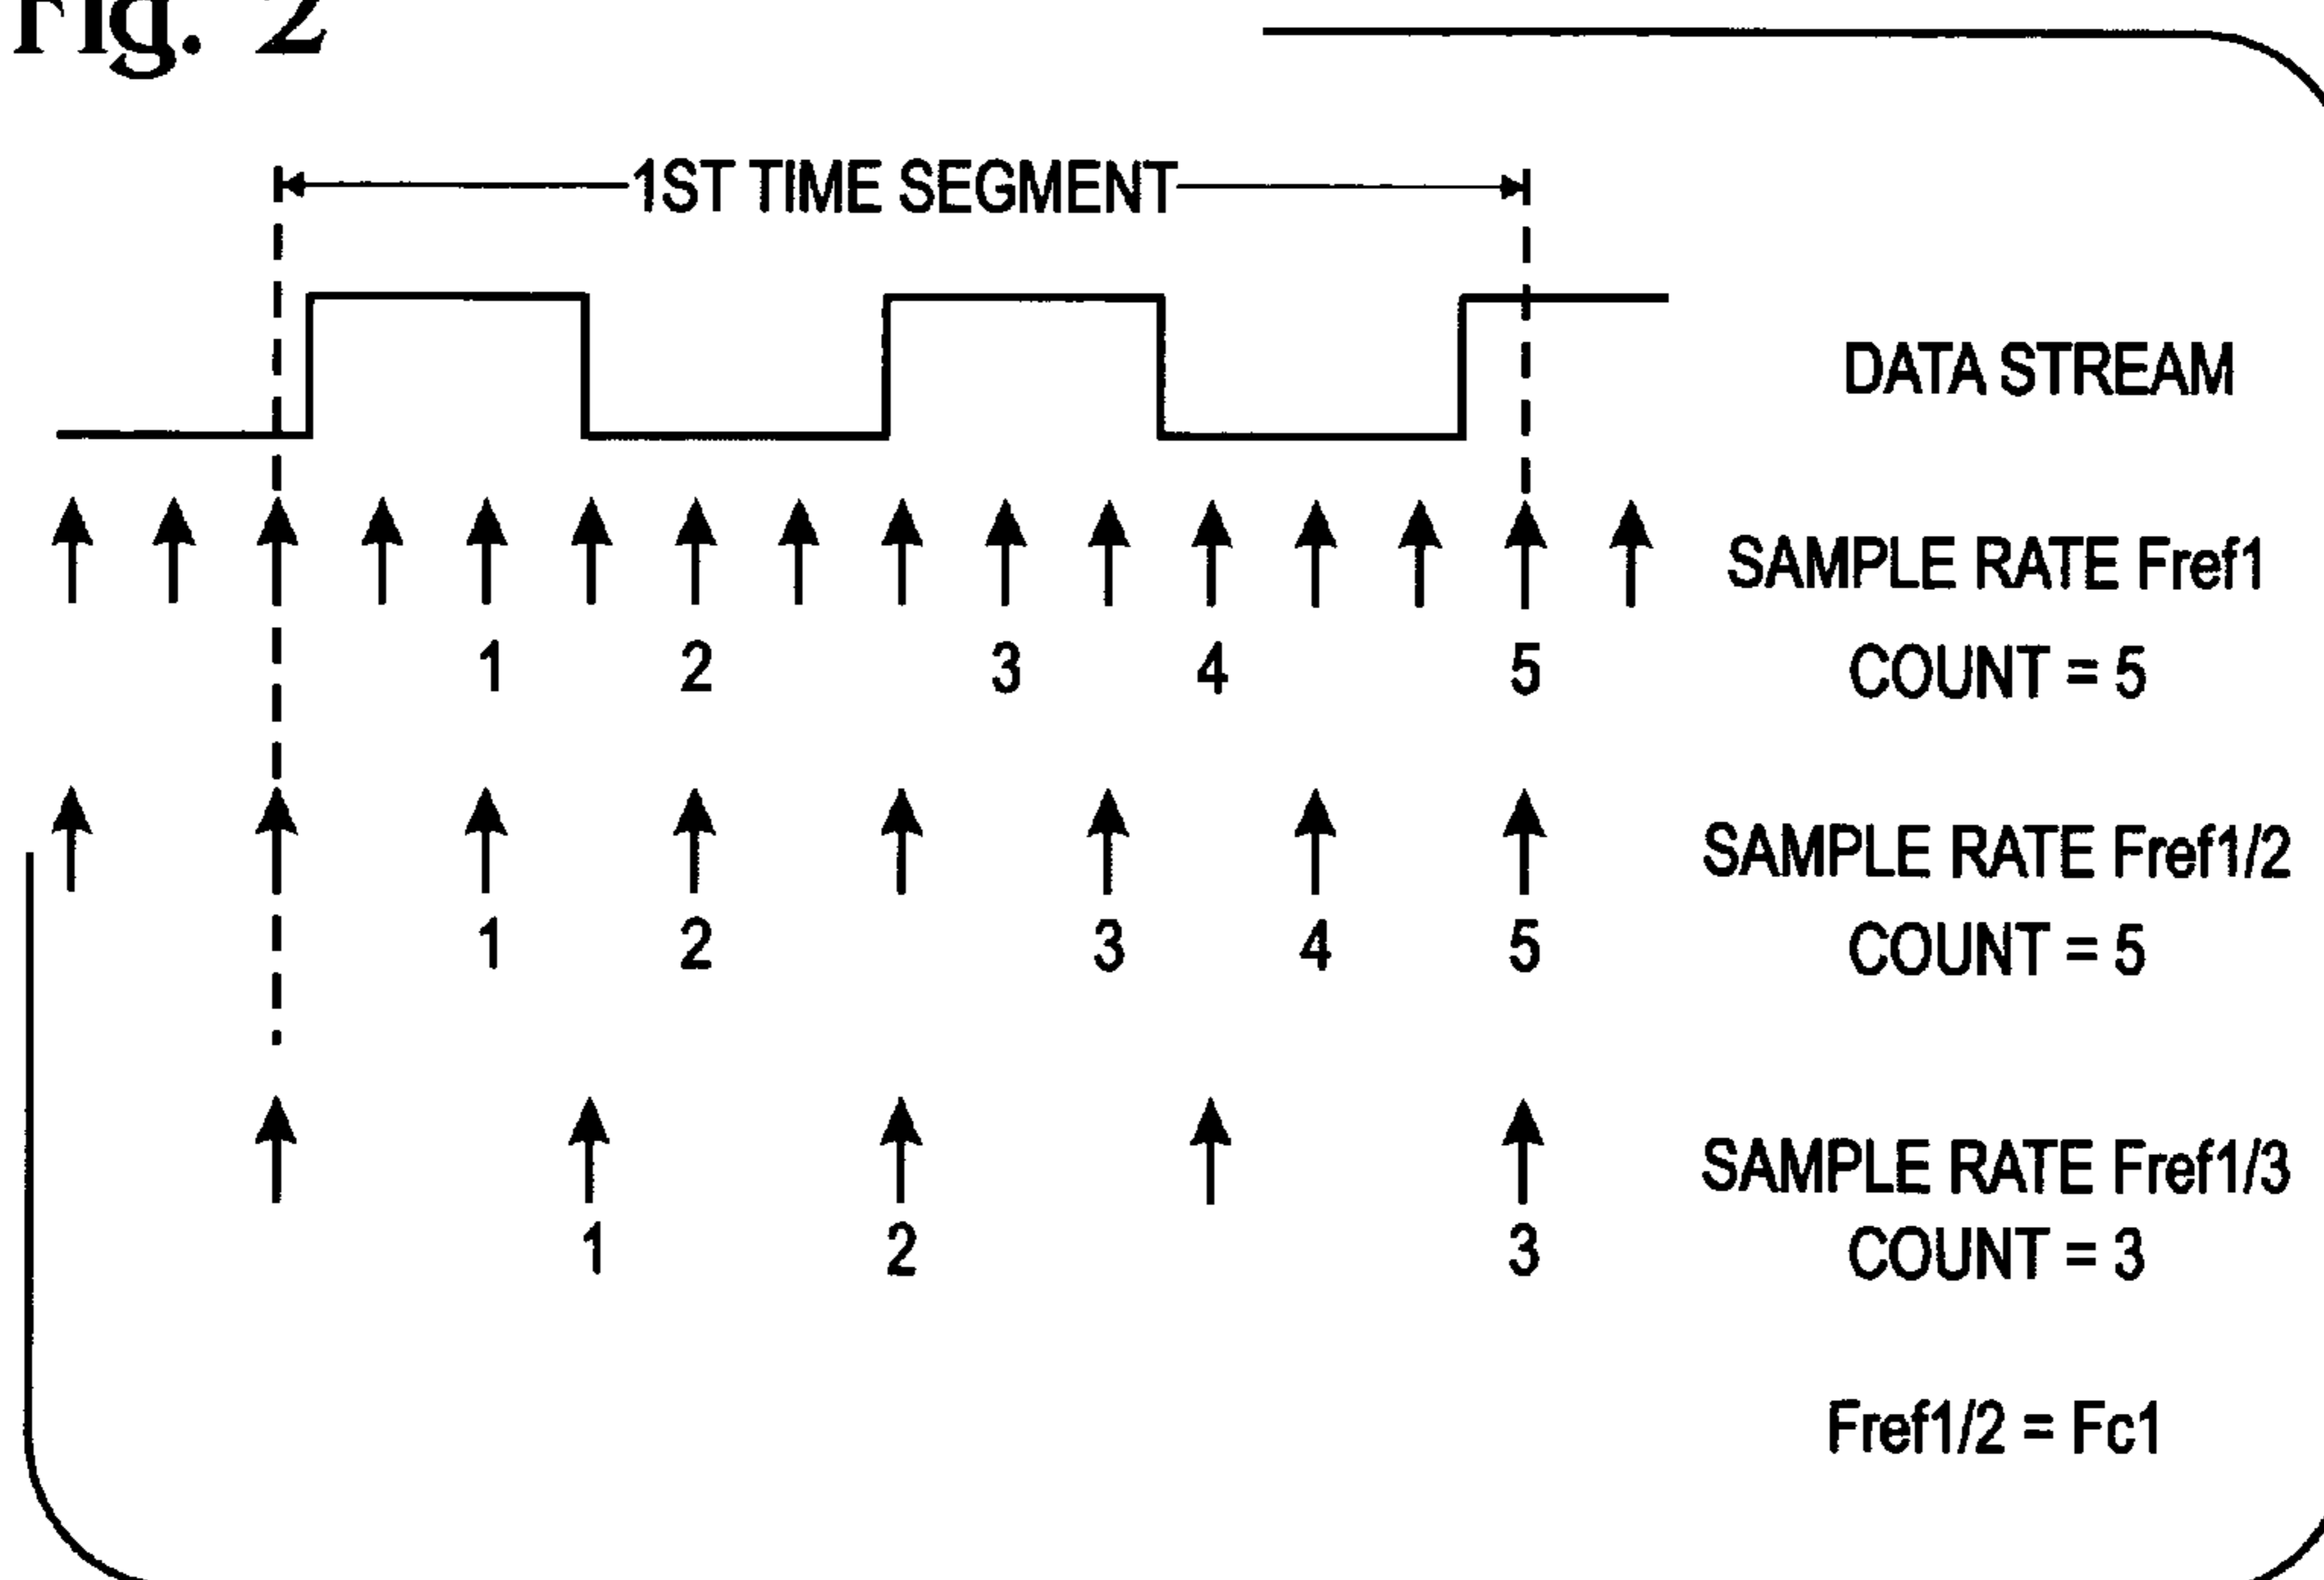 Fig. 2
1ST TIME SEGMENT
DATA STREAM
SAMPLE RATE Fref1
1 2 3 4 5 COUNT = 5
SAMPLE RATE Fref1/2
1 2 3 4 5 COUNT = 5
SAMPLE RATE Fref1/3
1 2 3 COUNT = 3
Fref1/2 = Fc1